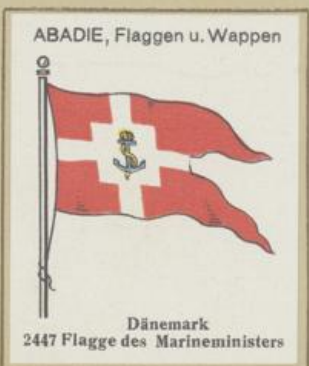 ABADIE, Flaggen u. Wappen
Dänemark
2447 Flagge des Marineministers